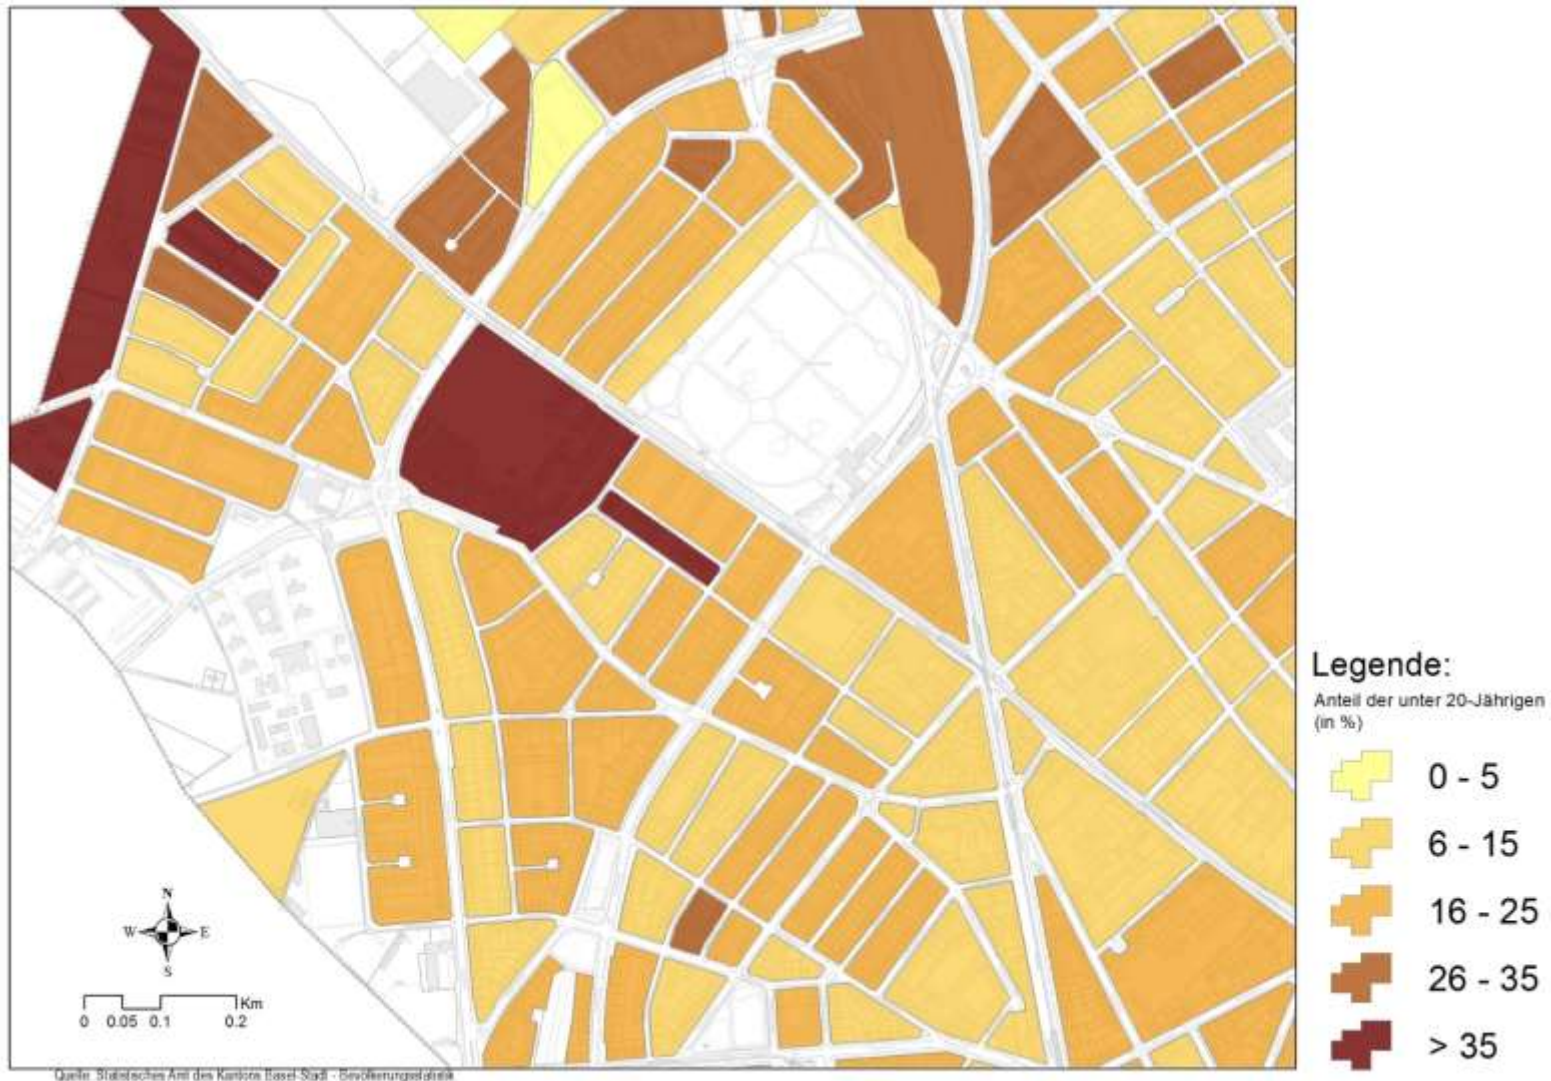 Legende:
Anteil der unter 20-Jährigen
(in %)
0 - 5
6 - 15
16 - 25
26 - 35
> 35
N
W E
S
Km
0 0.05 0.1 0.2
Quelle: Statistisches Amt des Kantons Basel-Stadt - Bevölkerungsstatistik